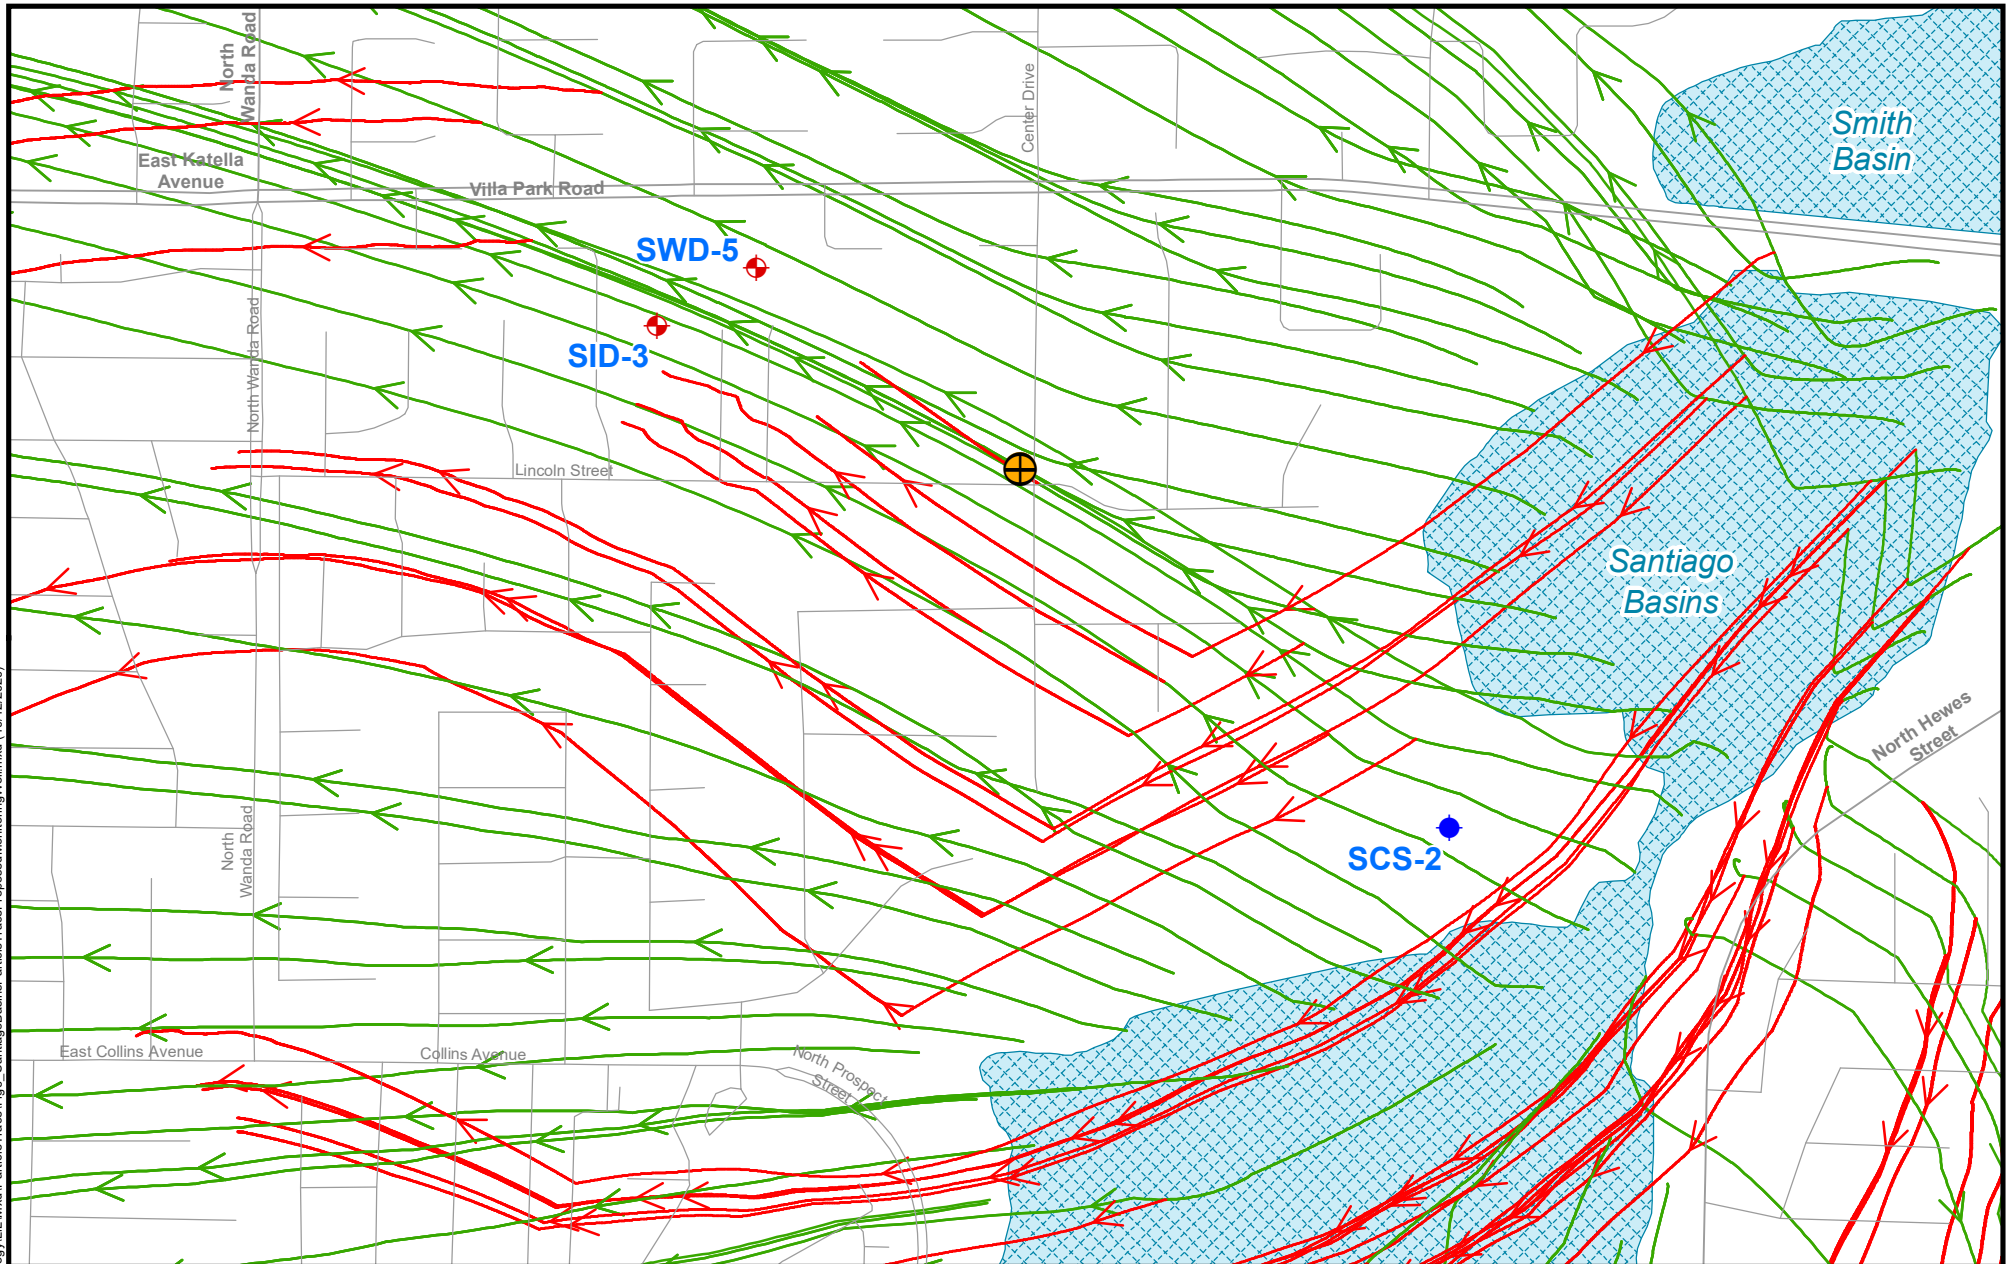 North
Wanda Road
Center Drive
Smith
Basin
East Katella
Avenue
Villa Park Road
SWD-5
SID-3
North Wanda Road
Lincoln Street
Santiago
Basins
North Hewes
Street
North
Wanda Road
SCS-2
East Collins Avenue
Collins Avenue
North Prospect
Street